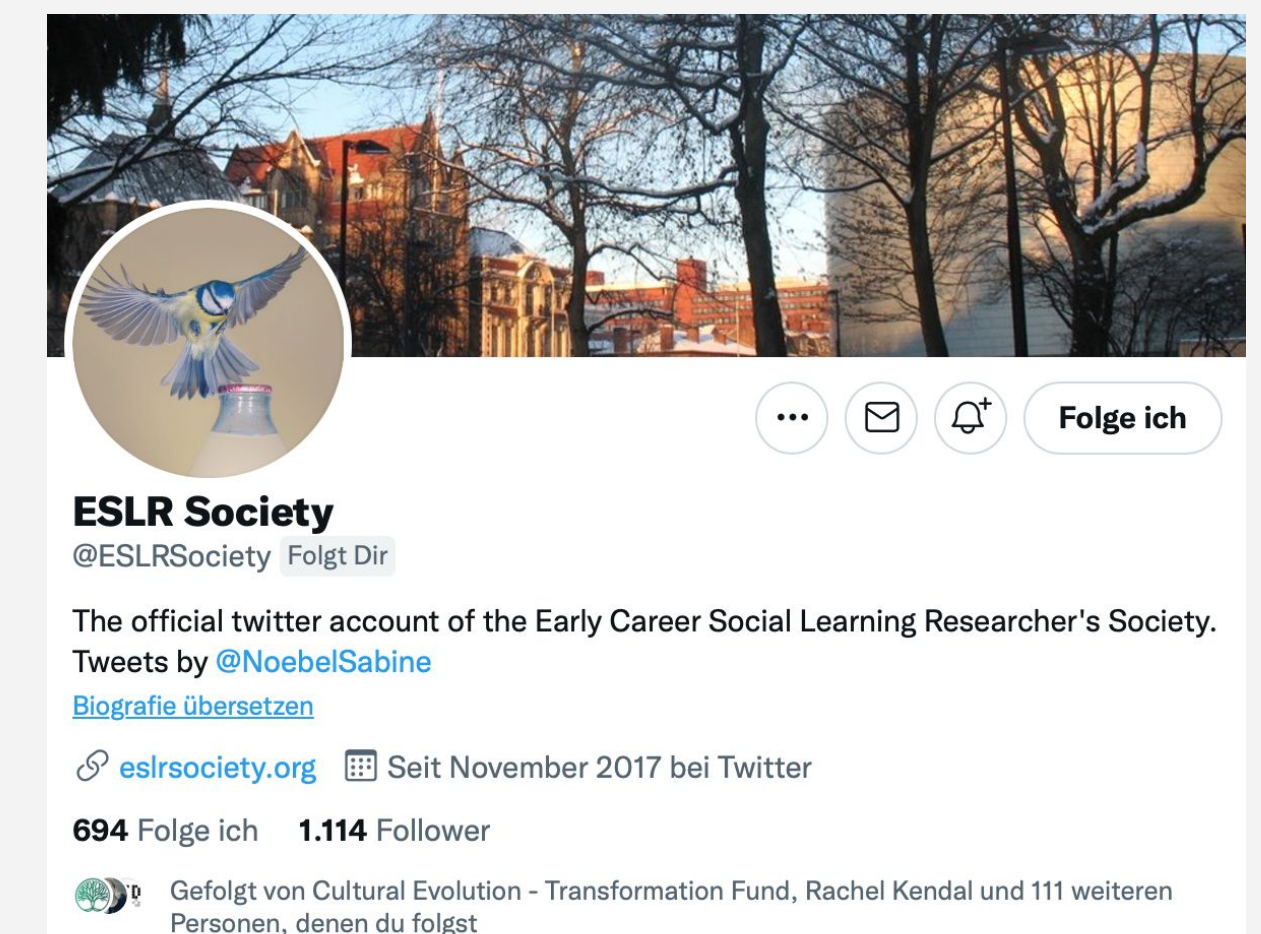 Folge ich
ESLR Society
@ESLRSociety Folgt Dir
The official twitter account of the Early Career Social Learning Researcher's Society.
Tweets by @NoebelSabine
Biografie übersetzen
eslrsociety.org Seit November 2017 bei Twitter
694 Folge ich 1.114 Follower
Gefolgt von Cultural Evolution - Transformation Fund, Rachel Kendal und 111 weiteren
Personen, denen du folgst